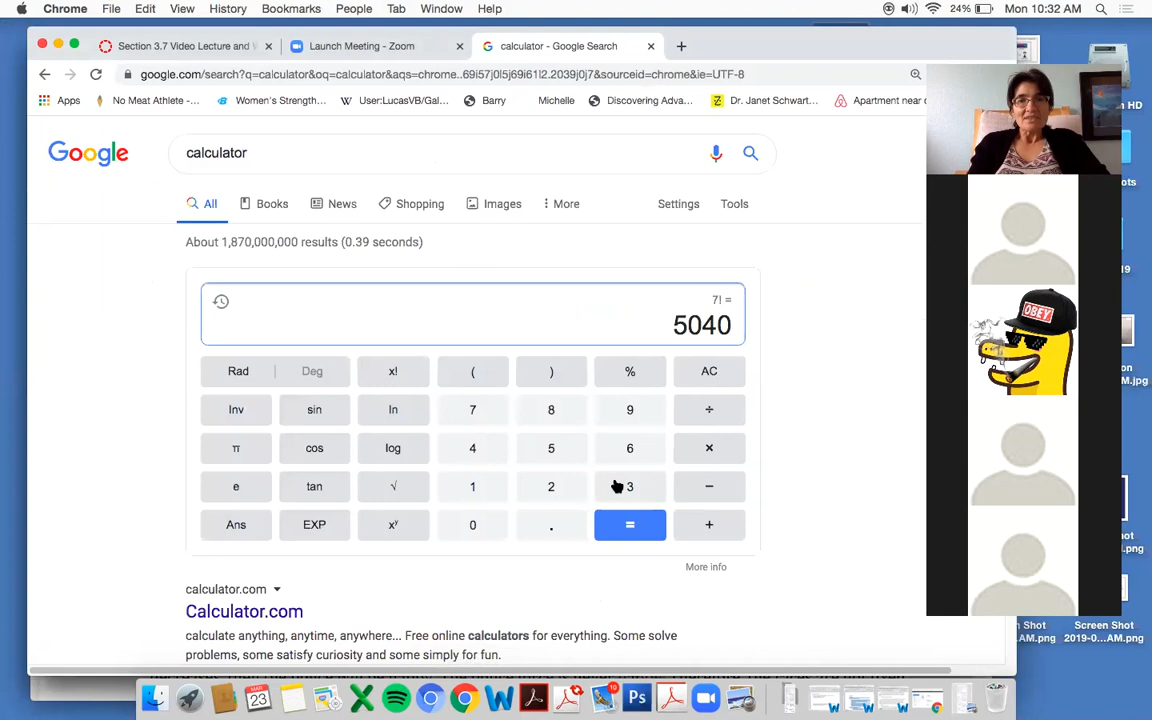 Chrome File Edit View History Bookmarks People Tab Window Help 24% Mon 10:32 AM
Section 3.7 Video Lecture and Launch Meeting - Zoom calculator - Google Search
google.com/search?q=calculator&oq=calculator&aqs=chrome..69i57j0l5j69i61l2.2039j0j7&sourceid=chrome&ie=UTF-8
Apps No Meat Athlete -... Women's Strength... User:LucasVB/Gal... Barry Michelle Discovering Adva... Dr. Janet Schwart... Apartment near
HD
Google calculator
All Books News Shopping Images More Settings Tools
About 1,870,000,000 results (0.39 seconds)
7! =
5040
Rad Deg x! ( ) % AC
Inv sin ln 7 8 9 ÷
π cos log 4 5 6 ×
e tan √ 1 2 3 −
Ans EXP xʸ 0 . = +
More info
calculator.com
Calculator.com
calculate anything, anytime, anywhere... Free online calculators for everything. Some solve
problems, some satisfy curiosity and some simply for fun.
OBEY
Screen Shot
2019-0...AM.png
MAR
23
10
Ps